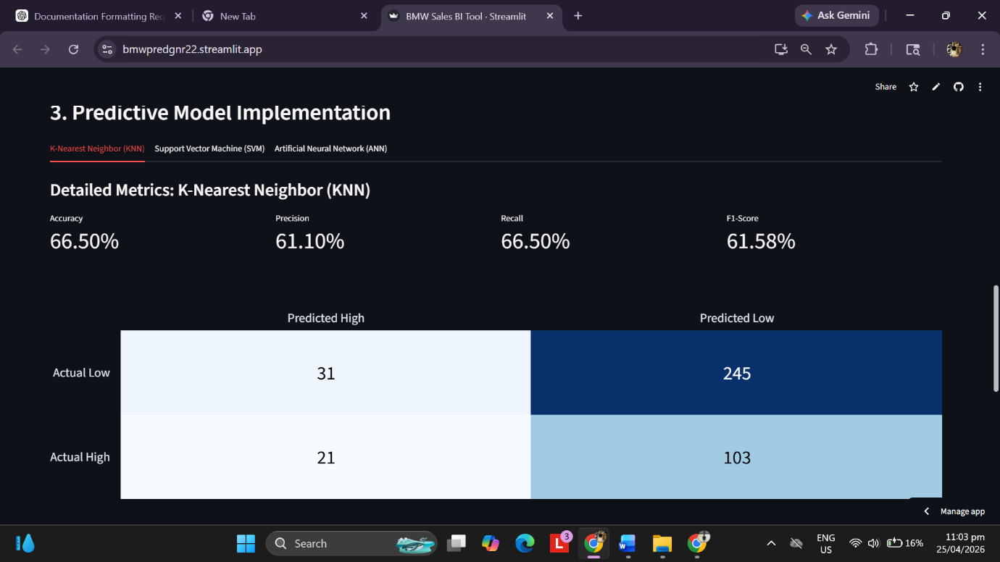 Documentation Formatting Rec
New Tab
BMW Sales BI Tool · Streamlit
Ask Gemini
bmwpredgnr22.streamlit.app
Share
3. Predictive Model Implementation
K-Nearest Neighbor (KNN) Support Vector Machine (SVM) Artificial Neural Network (ANN)
Detailed Metrics: K-Nearest Neighbor (KNN)
Accuracy Precision Recall F1-Score
66.50% 61.10% 66.50% 61.58%
Predicted High Predicted Low
Actual Low 31 245
Actual High 21 103
Manage app
Search
L 3
W
ENG
US
16%
11:03 pm
25/04/2026